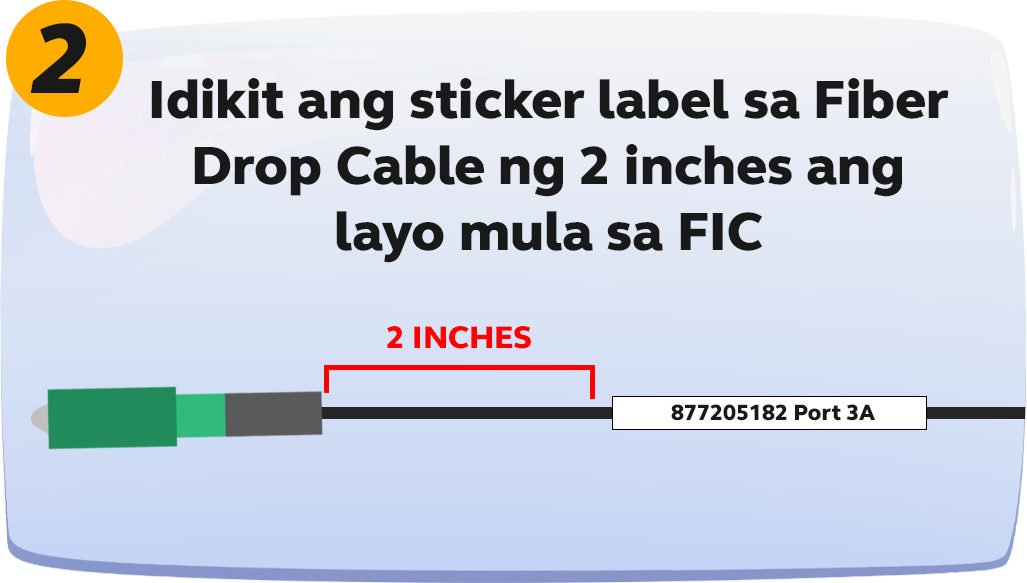 2
Idikit ang sticker label sa Fiber
Drop Cable ng 2 inches ang
layo mula sa FIC
2 INCHES
877205182 Port 3A